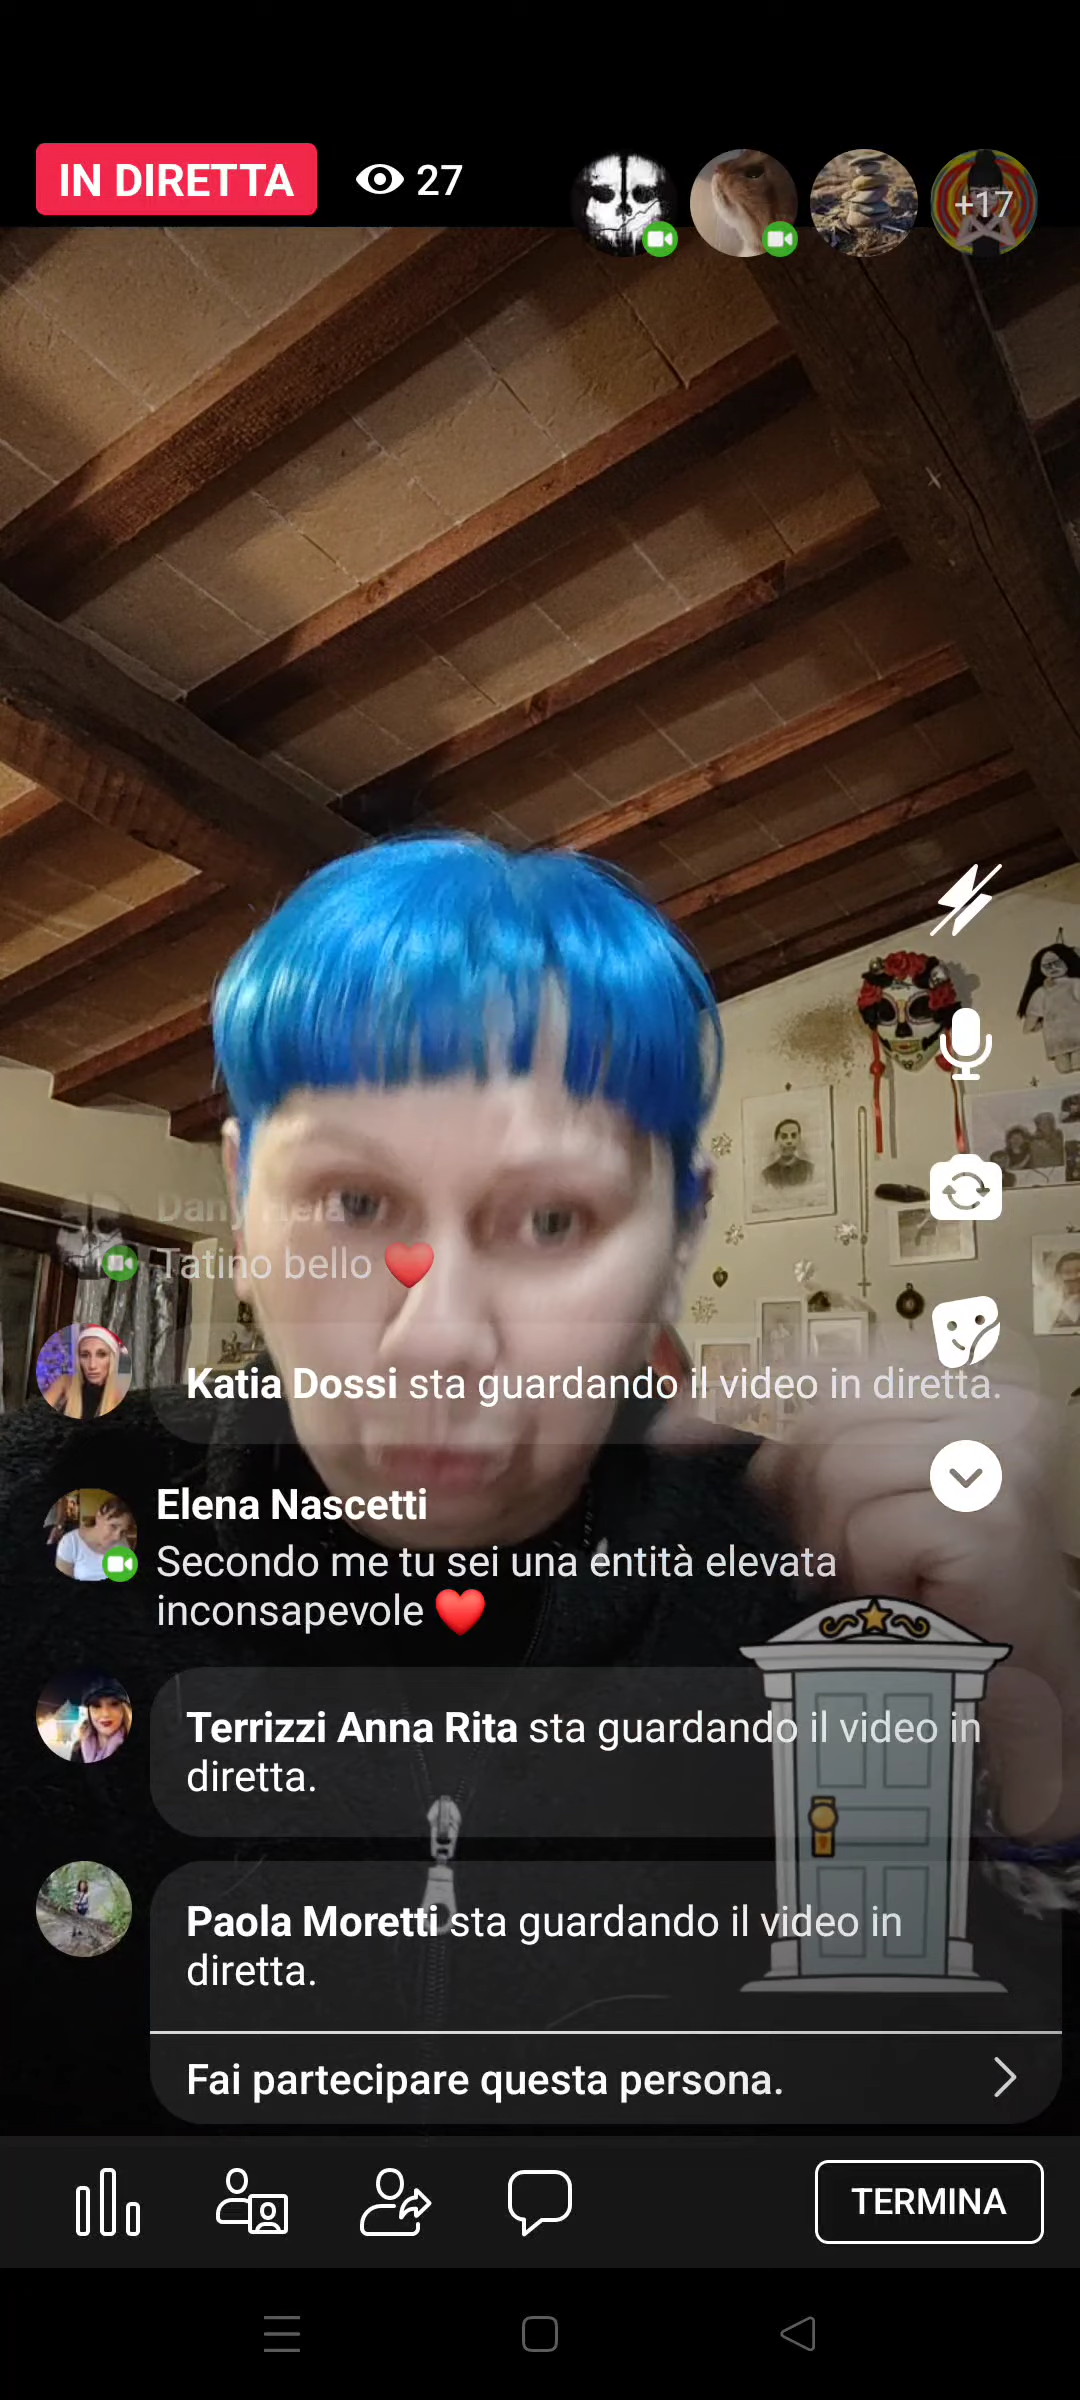 IN DIRETTA
27
+17
Tatino bello ❤️
Katia Dossi sta guardando il video in diretta.
Elena Nascetti
Secondo me tu sei una entità elevata
inconsapevole ❤️
Terrizzi Anna Rita sta guardando il video in
diretta.
Paola Moretti sta guardando il video in
diretta.
Fai partecipare questa persona.
TERMINA